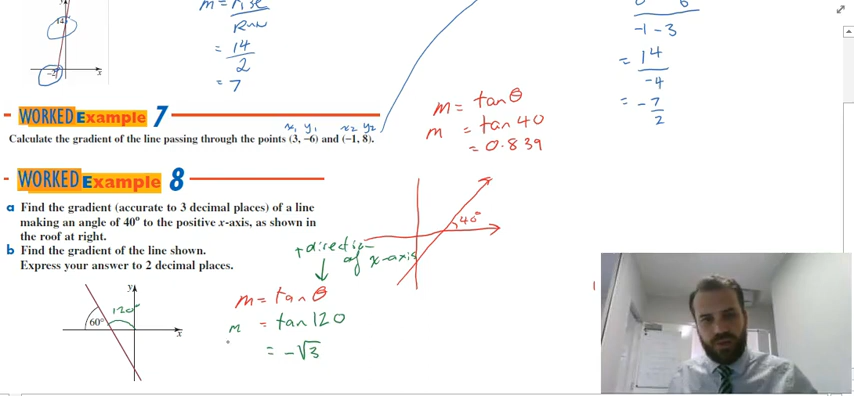 14
-2
x
m = rise
Run
= 14
2
= 7
-1 - 3
= 14
-4
= -7
2
WORKED Example 7
x₁ y₁ x₂ y₂
Calculate the gradient of the line passing through the points (3, −6) and (−1, 8).
m = tan θ
m = tan 40
= 0.839
WORKED Example 8
a Find the gradient (accurate to 3 decimal places) of a line
making an angle of 40° to the positive x-axis, as shown in
the roof at right.
b Find the gradient of the line shown.
Express your answer to 2 decimal places.
40°
+direction
of x-axis
y
120°
60°
x
m = tan θ
m = tan 120
= -√3